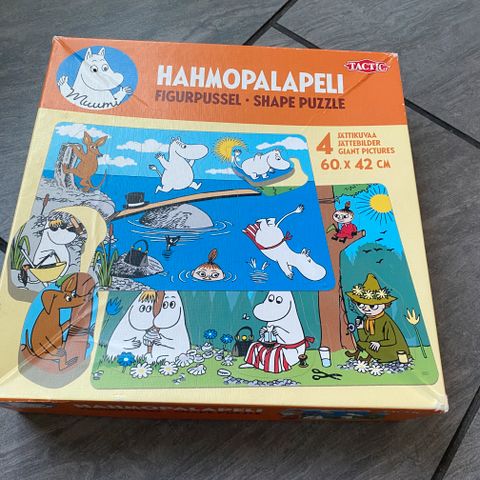 Muumi
HAHMOPALAPELI
FIGURPUSSEL · SHAPE PUZZLE
TACTIC
4 JÄTTIKUVAA
JÄTTEBILDER
GIANT PICTURES
60 x 42 CM
HAHMOPALAPELI